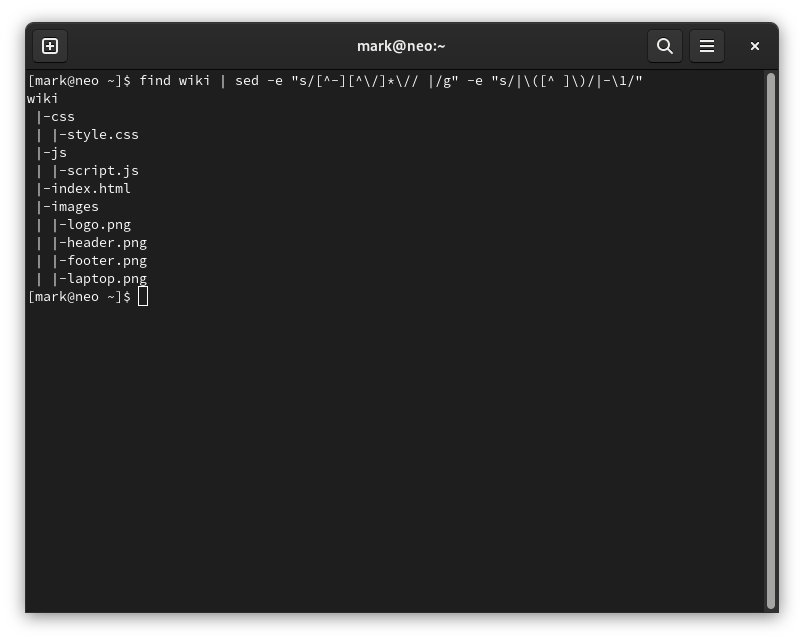 mark@neo:~
[mark@neo ~]$ find wiki | sed -e "s/[^-][^\/]*\// |/g" -e "s/|\([^ ]\)/|-\1/"
wiki
 |-css
 | |-style.css
 |-js
 | |-script.js
 |-index.html
 |-images
 | |-logo.png
 | |-header.png
 | |-footer.png
 | |-laptop.png
[mark@neo ~]$